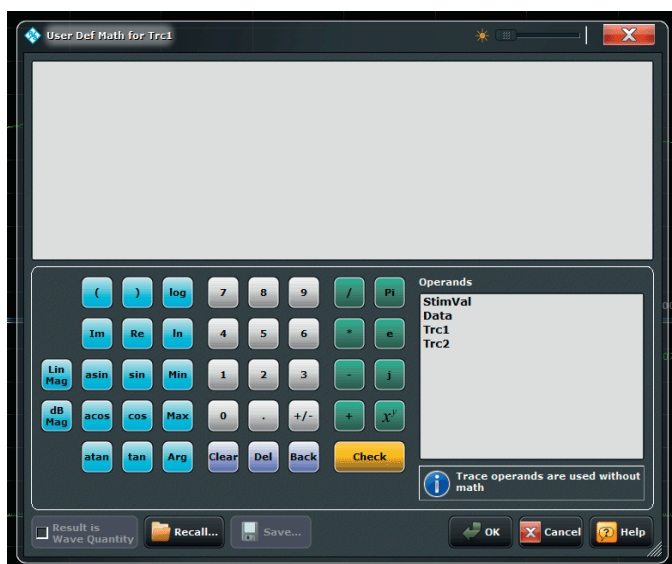 User Def Math for Trc1
( ) log 7 8 9 / Pi
Operands
StimVal
Data
Trc1
Trc2
Im Re ln 4 5 6 * e
Lin Mag asin sin Min 1 2 3 - j
dB Mag acos cos Max 0 . +/- + xʸ
atan tan Arg Clear Del Back Check
Trace operands are used without
math
Result is
Wave Quantity
Recall...
Save...
OK
Cancel
Help